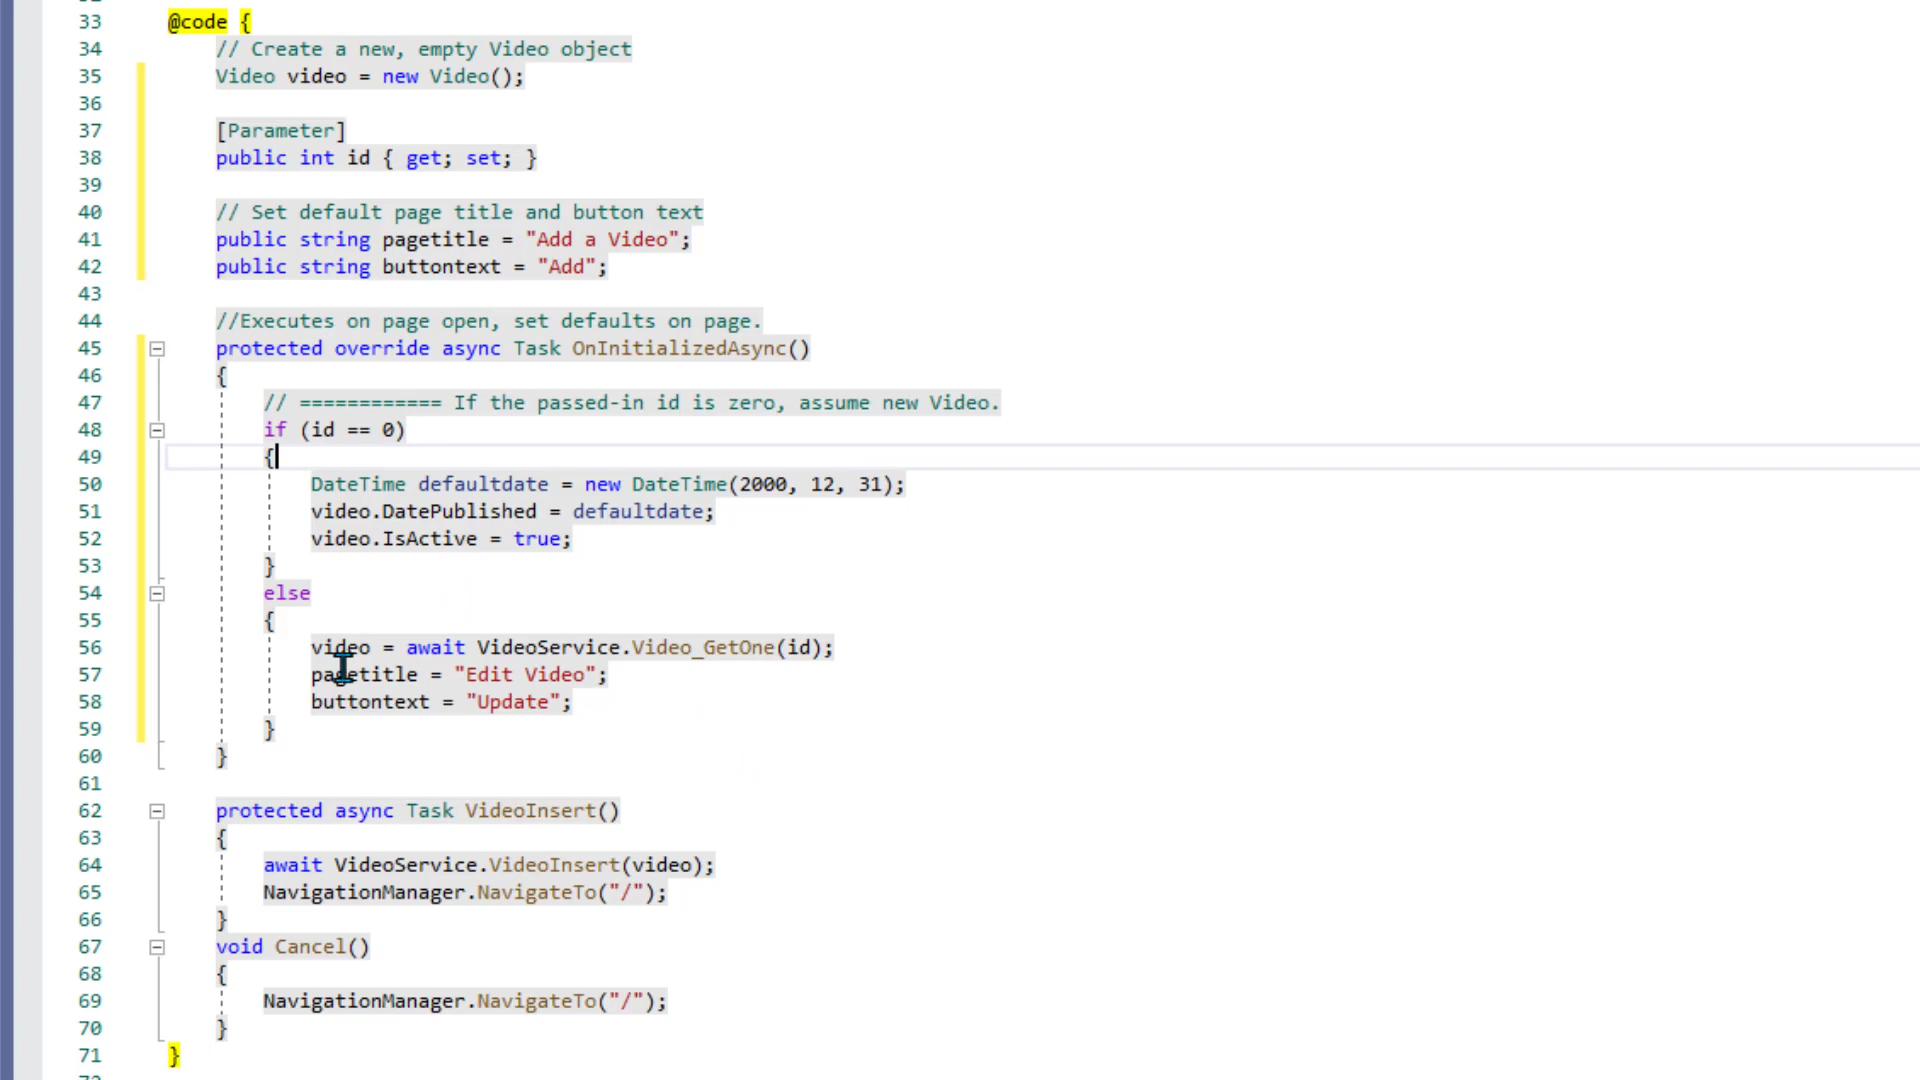 33 @code {
34 // Create a new, empty Video object
35 Video video = new Video();
36
37 [Parameter]
38 public int id { get; set; }
39
40 // Set default page title and button text
41 public string pagetitle = "Add a Video";
42 public string buttontext = "Add";
43
44 //Executes on page open, set defaults on page.
45 protected override async Task OnInitializedAsync()
46 {
47 // ============ If the passed-in id is zero, assume new Video.
48 if (id == 0)
49 {
50 DateTime defaultdate = new DateTime(2000, 12, 31);
51 video.DatePublished = defaultdate;
52 video.IsActive = true;
53 }
54 else
55 {
56 video = await VideoService.Video_GetOne(id);
57 pagetitle = "Edit Video";
58 buttontext = "Update";
59 }
60 }
61
62 protected async Task VideoInsert()
63 {
64 await VideoService.VideoInsert(video);
65 NavigationManager.NavigateTo("/");
66 }
67 void Cancel()
68 {
69 NavigationManager.NavigateTo("/");
70 }
71 }